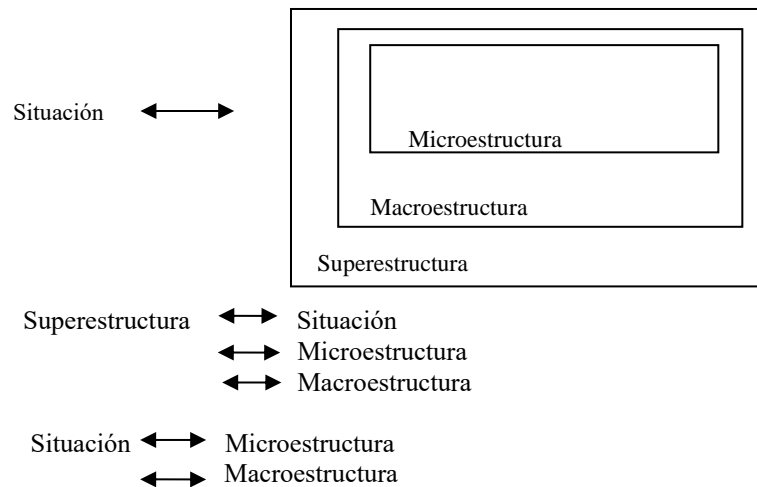 Situación
Microestructura
Macroestructura
Superestructura
Superestructura Situación
Microestructura
Macroestructura
Situación Microestructura
Macroestructura